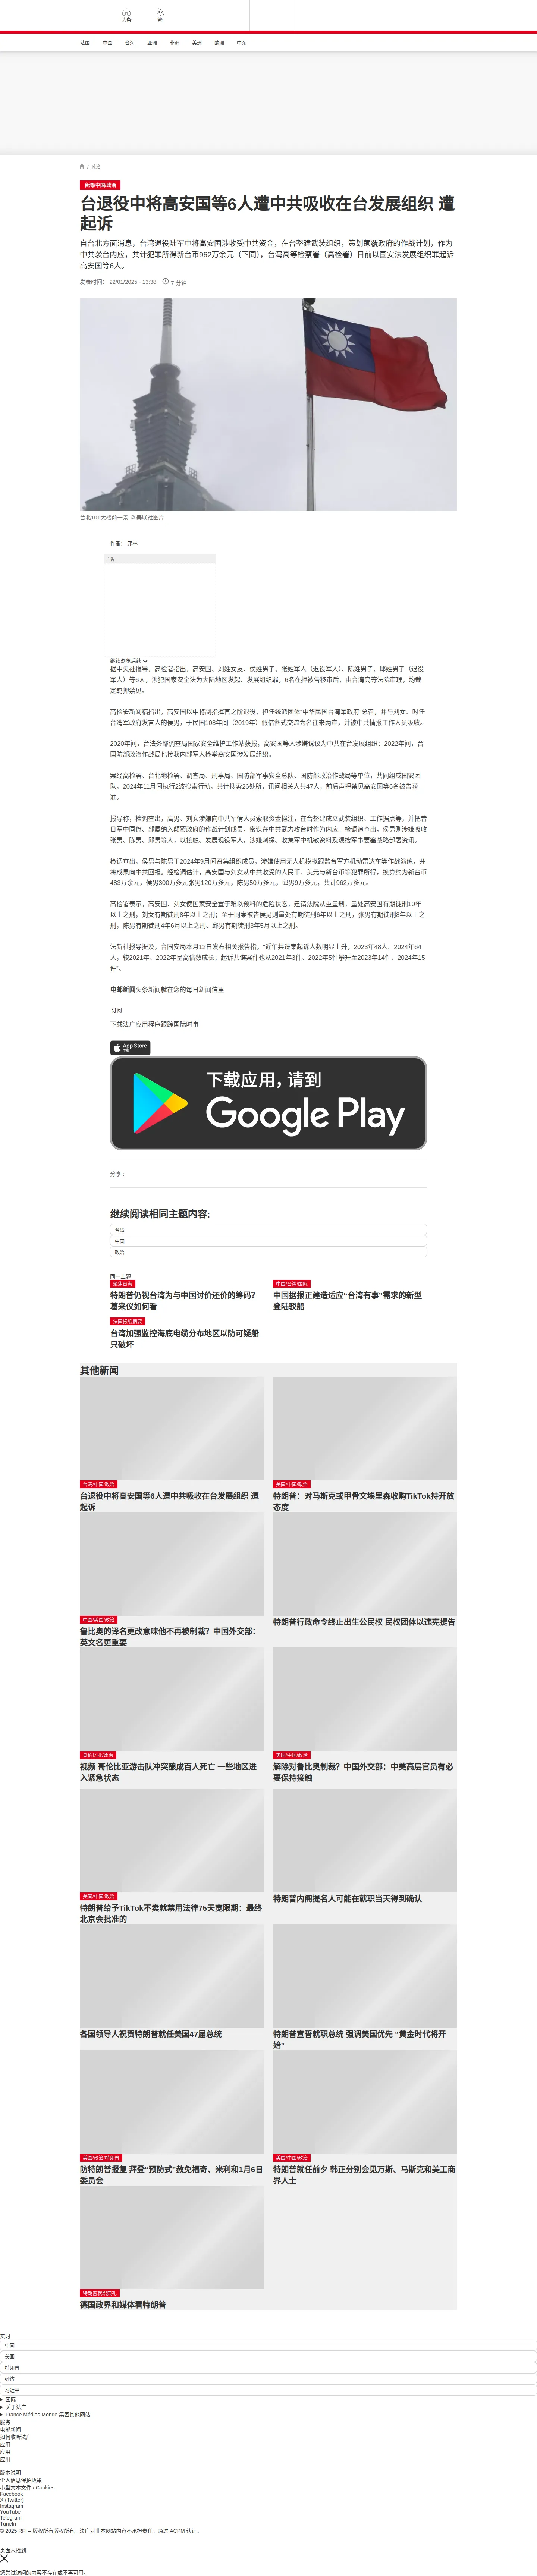 头条
繁
法国
中国
台海
亚洲
非洲
美洲
欧洲
中东
/ 政治
台湾/中国/政治
台退役中将高安国等6人遭中共吸收在台发展组织 遭
起诉
自台北方面消息，台湾退役陆军中将高安国涉收受中共资金，在台整建武装组织，策划颠覆政府的作战计划，作为
中共袭台内应，共计犯罪所得新台币962万余元（下同），台湾高等检察署（高检署）日前以国安法发展组织罪起诉
高安国等6人。
发表时间： 22/01/2025 - 13:38
7 分钟
台北101大楼前一景 © 美联社图片
作者： 弗林
广告
继续浏览后续
据中央社报导，高检署指出，高安国、刘姓女友、侯姓男子、张姓军人（退役军人）、陈姓男子、邱姓男子（退役
军人）等6人，涉犯国家安全法为大陆地区发起、发展组织罪，6名在押被告移审后，由台湾高等法院审理，均裁
定羁押禁见。
高检署新闻稿指出，高安国以中将副指挥官之阶退役，担任统派团体“中华民国台湾军政府”总召，并与刘女、时任
台湾军政府发言人的侯男，于民国108年间（2019年）假借各式交流为名往来两岸，并被中共情报工作人员吸收。
2020年间，台法务部调查局国家安全维护工作站获报，高安国等人涉嫌谋议为中共在台发展组织：2022年间，台
国防部政治作战局也接获内部军人检举高安国涉发展组织。
案经高检署、台北地检署、调查局、刑事局、国防部军事安全总队、国防部政治作战局等单位，共同组成国安团
队，2024年11月间执行2波搜索行动，共计搜索26处所，讯问相关人共47人，前后声押禁见高安国等6名被告获
准。
报导称，检调查出，高男、刘女涉嫌向中共军情人员索取资金挹注，在台整建成立武装组织、工作据点等，并把昔
日军中同僚、部属纳入颠覆政府的作战计划成员，密谋在中共武力攻台时作为内应。检调追查出，侯男则涉嫌吸收
张男、陈男、邱男等人，以接触、发展现役军人，涉嫌刺探、收集军中机敏资料及观搜军事要塞战略部署资讯。
检调查出，侯男与陈男于2024年9月间召集组织成员，涉嫌使用无人机模拟跟监台军方机动雷达车等作战演练，并
将成果向中共回报。经检调估计，高安国与刘女从中共收受的人民币、美元与新台币等犯罪所得，换算约为新台币
483万余元，侯男300万多元张男120万多元，陈男50万多元，邱男9万多元，共计962万多元。
高检署表示，高安国、刘女使国家安全置于难以预料的危险状态，建请法院从重量刑，量处高安国有期徒刑10年
以上之刑，刘女有期徒刑8年以上之刑；至于同案被告侯男则量处有期徒刑6年以上之刑，张男有期徒刑8年以上之
刑，陈男有期徒刑4年6月以上之刑、邱男有期徒刑3年5月以上之刑。
法新社报导提及，台国安局本月12日发布相关报告指，“近年共谍案起诉人数明显上升，2023年48人、2024年64
人，较2021年、2022年呈高倍数成长；起诉共谍案件也从2021年3件、2022年5件攀升至2023年14件、2024年15
件”。
电邮新闻头条新闻就在您的每日新闻信里
订阅
下载法广应用程序跟踪国际时事
App Store
下载应用，请到
Google Play
分享 :
继续阅读相同主题内容:
台湾
中国
政治
同一主题
聚焦台海
特朗普仍视台湾为与中国讨价还价的筹码？
葛来仪如何看
中国/台湾/国际
中国据报正建造适应“台湾有事”需求的新型
登陆驳船
法国报纸摘要
台湾加强监控海底电缆分布地区以防可疑船
只破坏
其他新闻
台湾/中国/政治
台退役中将高安国等6人遭中共吸收在台发展组织 遭
起诉
美国/中国/政治
特朗普：对马斯克或甲骨文埃里森收购TikTok持开放
态度
中国/美国/政治
鲁比奥的译名更改意味他不再被制裁？中国外交部：
英文名更重要
特朗普行政命令终止出生公民权 民权团体以违宪提告
哥伦比亚/政治
视频 哥伦比亚游击队冲突酿成百人死亡 一些地区进
入紧急状态
美国/中国/政治
解除对鲁比奥制裁？中国外交部：中美高层官员有必
要保持接触
美国/中国/政治
特朗普给予TikTok不卖就禁用法律75天宽限期：最终
北京会批准的
特朗普内阁提名人可能在就职当天得到确认
各国领导人祝贺特朗普就任美国47届总统
特朗普宣誓就职总统 强调美国优先 “黄金时代将开
始”
美国/政治/特朗普
防特朗普报复 拜登“预防式”赦免福奇、米利和1月6日
委员会
美国/中国/政治
特朗普就任前夕 韩正分别会见万斯、马斯克和美工商
界人士
特朗普就职典礼
德国政界和媒体看特朗普
实时
中国
美国
特朗普
经济
习近平
国际
关于法广
France Médias Monde 集团其他网站
服务
电邮新闻
如何收听法广
应用
应用
应用
版本说明
个人信息保护政策
小型文本文件 / Cookies
Facebook
X (Twitter)
Instagram
YouTube
Telegram
TuneIn
© 2025 RFI – 版权所有版权所有。法广对非本网站内容不承担责任。通过 ACPM 认证。
页面未找到
您尝试访问的内容不存在或不再可用。